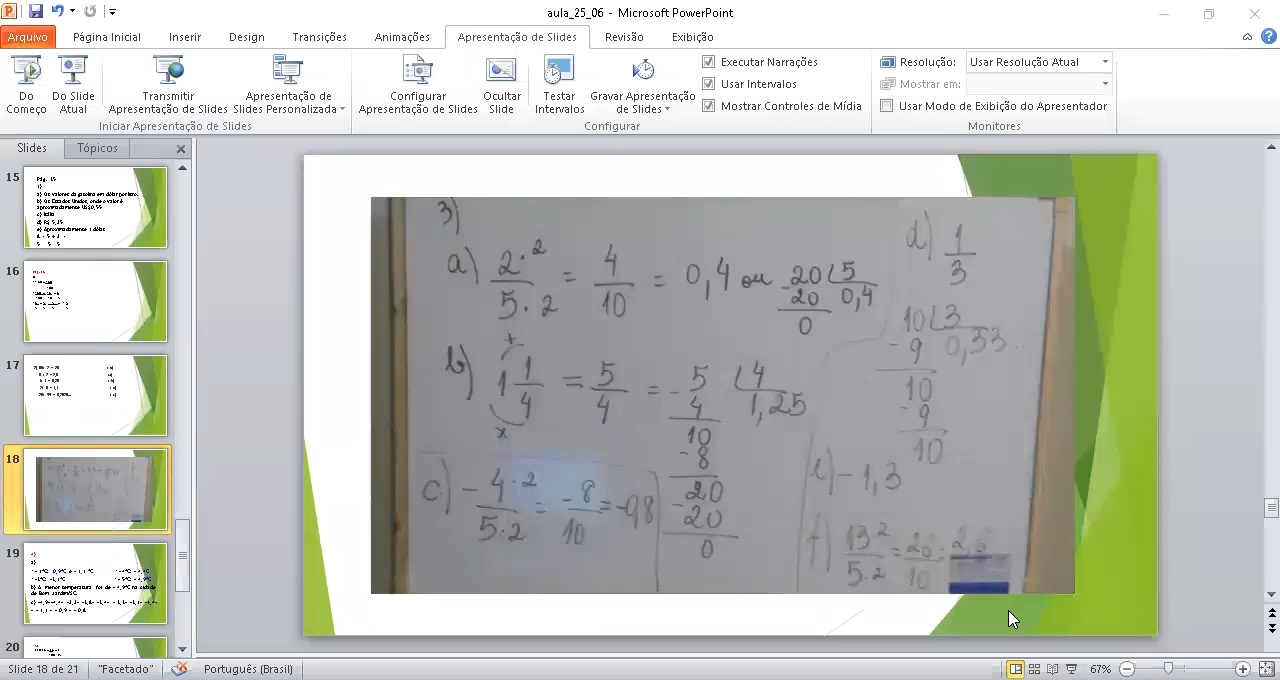 aula_25_06 - Microsoft PowerPoint
Arquivo Página Inicial Inserir Design Transições Animações Apresentação de Slides Revisão Exibição
Do Começo
Do Slide Atual
Transmitir Apresentação de Slides
Apresentação de Slides Personalizada
Iniciar Apresentação de Slides
Configurar Apresentação de Slides
Ocultar Slide
Testar Intervalos
Gravar Apresentação de Slides
Executar Narrações
Usar Intervalos
Mostrar Controles de Mídia
Configurar
Resolução: Usar Resolução Atual
Mostrar em:
Usar Modo de Exibição do Apresentador
Monitores
Slides Tópicos
15
16
17
18
19
20
3)
a) 2·2/5·2 = 4/10 = 0,4 ou
20 5
-20 0,4
0
b) 1 1/4 = 5/4 =
5 4
-4 1,25
10
-8
20
-20
0
c) -4·2/5·2 = -8/10 = -0,8
d) 1/3
10 3
-9 0,33...
10
-9
10
e) -1,3
f) 13·2/5·2 = 26/10 = 2,6
Slide 18 de 21 "Facetado" Português (Brasil) 67%